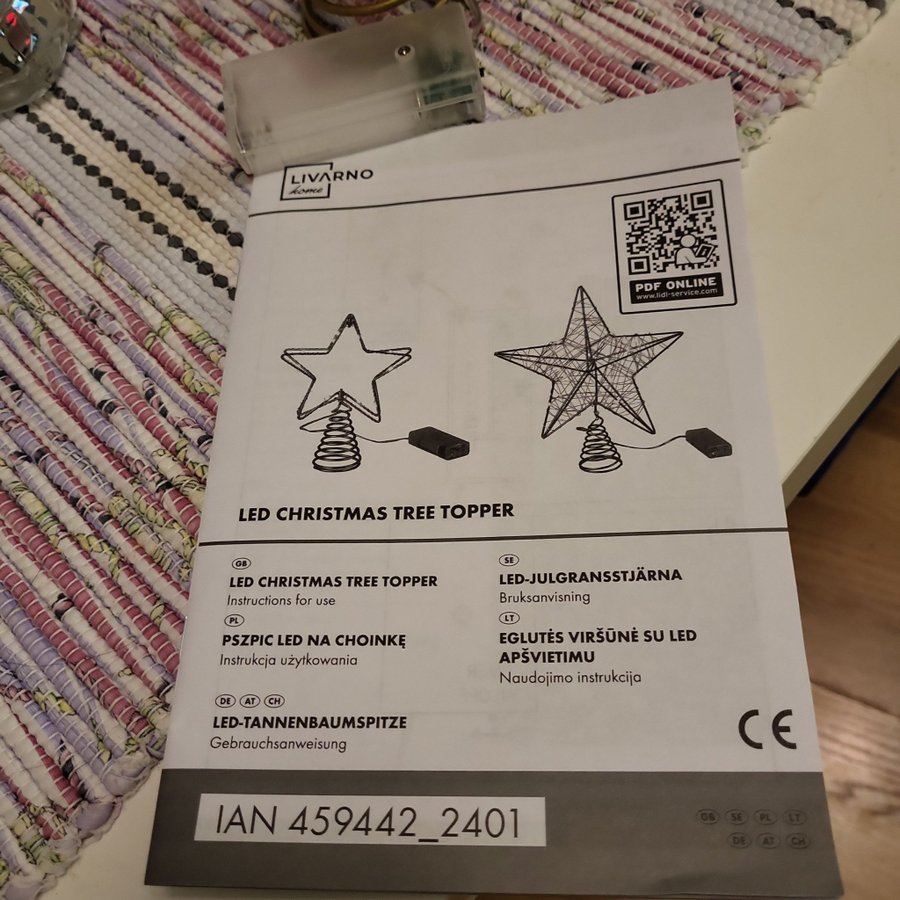 LIVARNO
home
PDF ONLINE
www.lidl-service.com
LED CHRISTMAS TREE TOPPER
GB
LED CHRISTMAS TREE TOPPER
Instructions for use
PL
PSZPIC LED NA CHOINKĘ
Instrukcja użytkowania
DE AT CH
LED-TANNENBAUMSPITZE
Gebrauchsanweisung
SE
LED-JULGRANSSTJÄRNA
Bruksanvisning
LT
EGLUTĖS VIRŠŪNĖ SU LED
APŠVIETIMU
Naudojimo instrukcija
CE
IAN 459442_2401
GB SE PL LT
DE AT CH